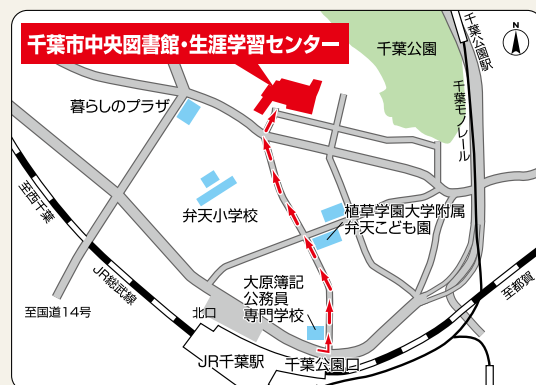 千葉市中央図書館・生涯学習センター
千葉公園
N
千葉公園駅
千葉モノレール
暮らしのプラザ
弁天小学校
植草学園大学附属
弁天こども園
至西千葉
JR総武線
大原簿記
公務員
専門学校
至国道14号
北口
至都賀
JR千葉駅
千葉公園口